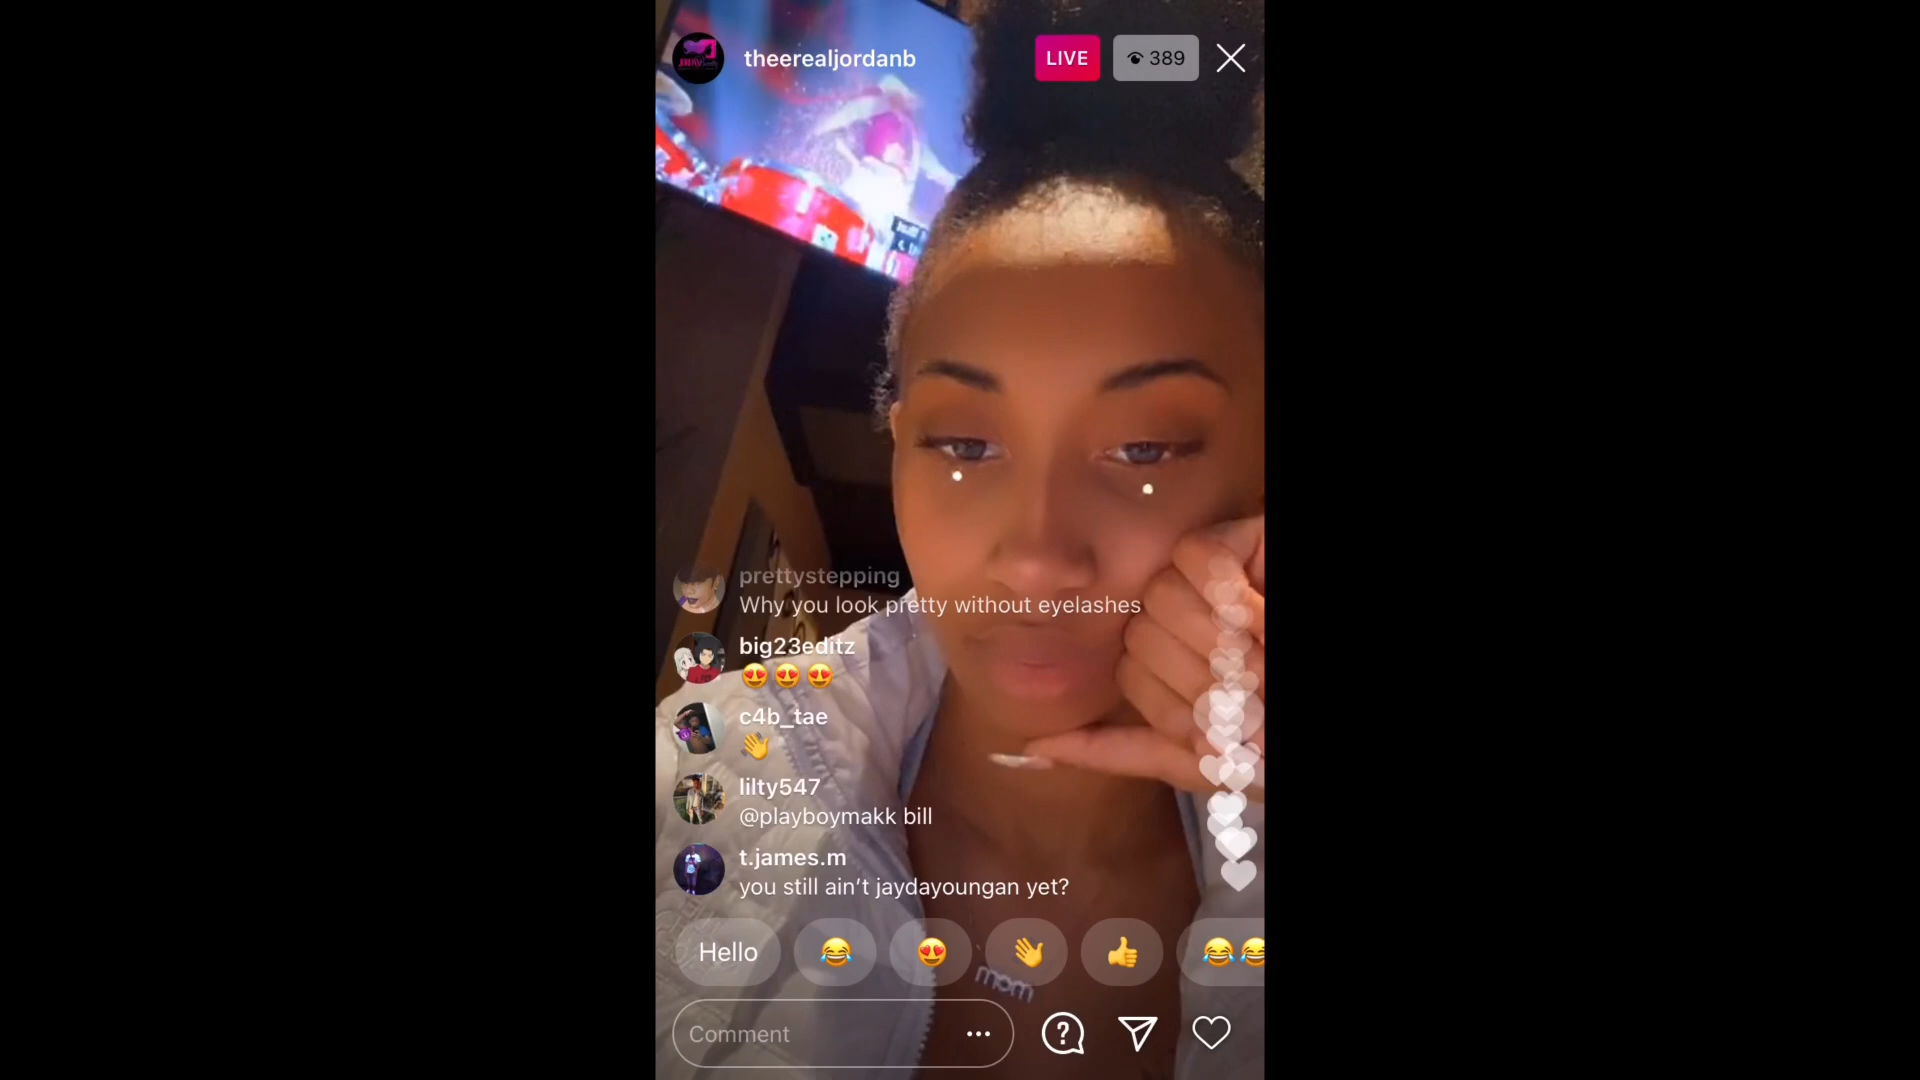 theerealjordanb
LIVE
389
prettystepping
Why you look pretty without eyelashes
big23editz
😍😍😍
c4b_tae
👋
lilty547
@playboymakk bill
t.james.m
you still ain’t jaydayoungan yet?
Hello 😂 😍 👋 👍 😂😂
mom
Comment